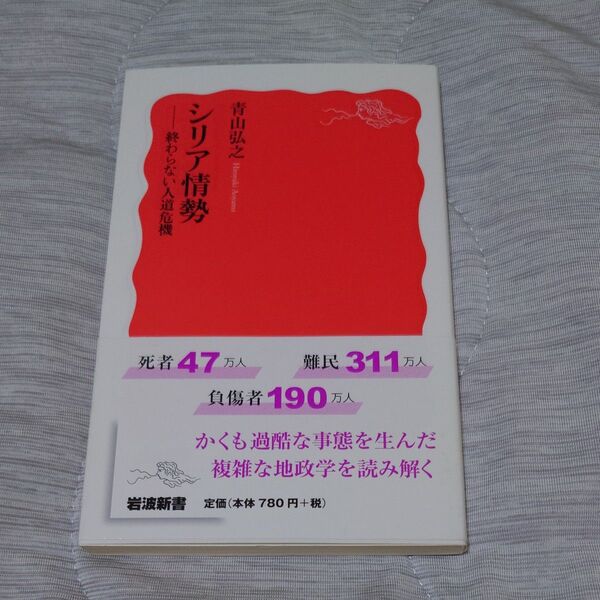 シリア情勢
──終わらない人道危機
青山弘之
Hiroyuki Aoyama
死者47万人
難民311万人
負傷者190万人
かくも過酷な事態を生んだ
複雑な地政学を読み解く
岩波新書
定価(本体780円+税)